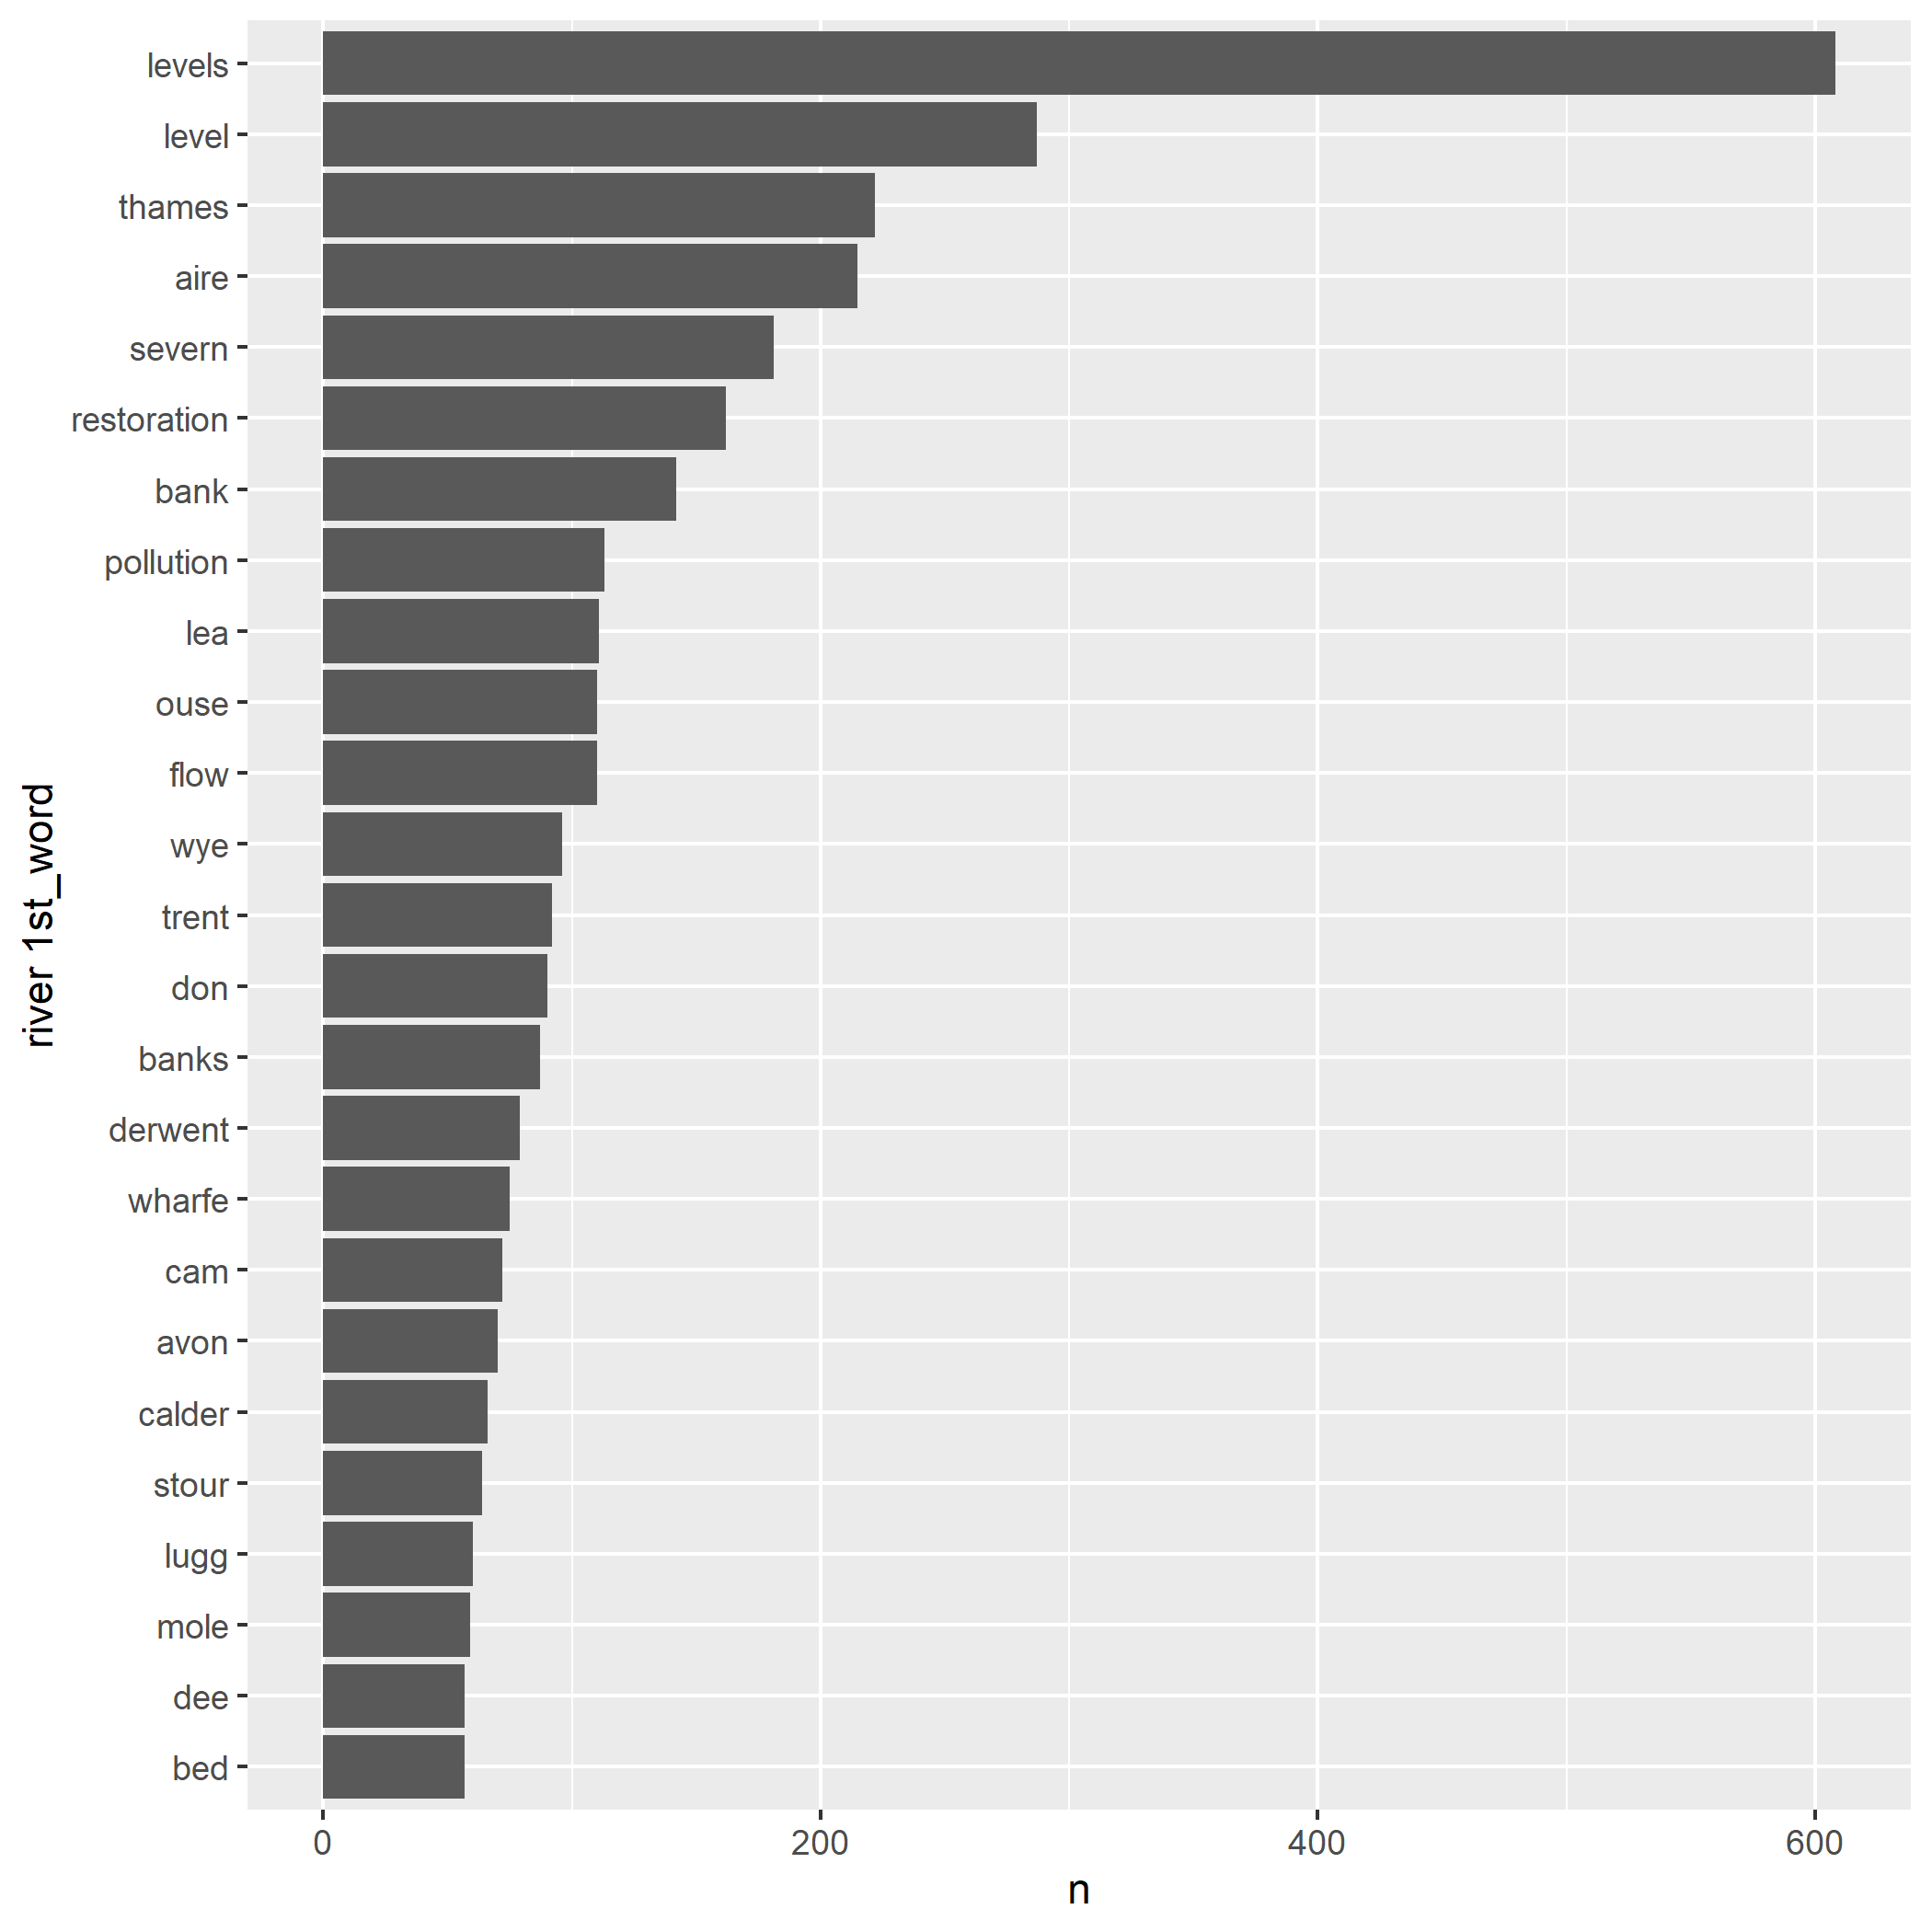 levels
level
thames
aire
severn
restoration
bank
pollution
lea
ouse
flow
wye
trent
don
banks
derwent
wharfe
cam
avon
calder
stour
lugg
mole
dee
bed
river 1st_word
0 200 400 600
n